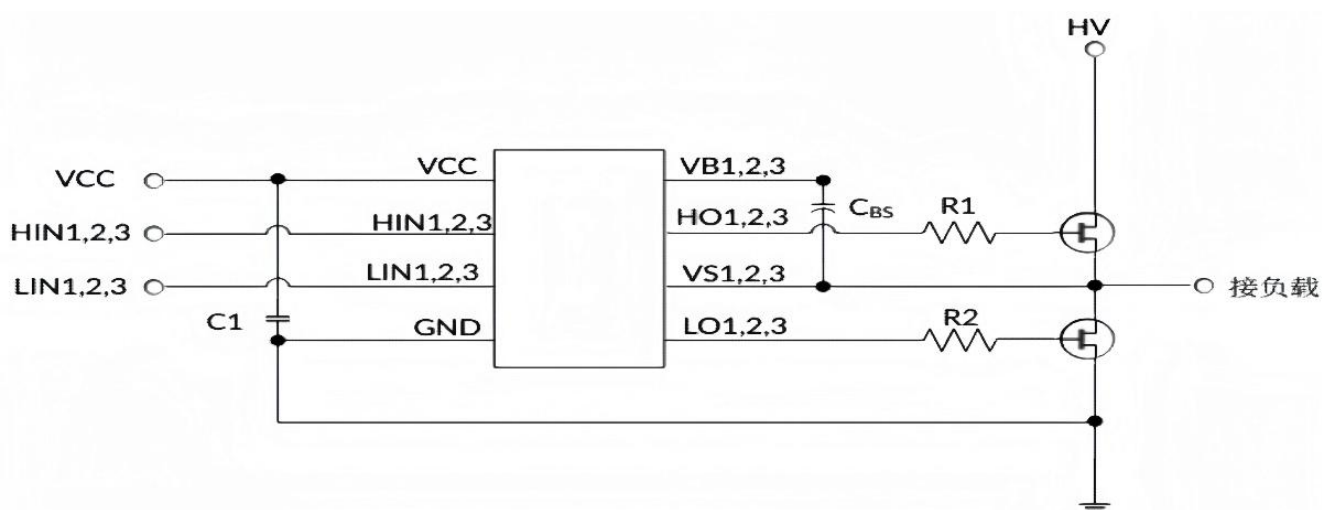 HV
VCC
VCC
VB1,2,3
HIN1,2,3
HIN1,2,3
HO1,2,3
CBS
R1
LIN1,2,3
LIN1,2,3
VS1,2,3
接负载
C1
GND
LO1,2,3
R2